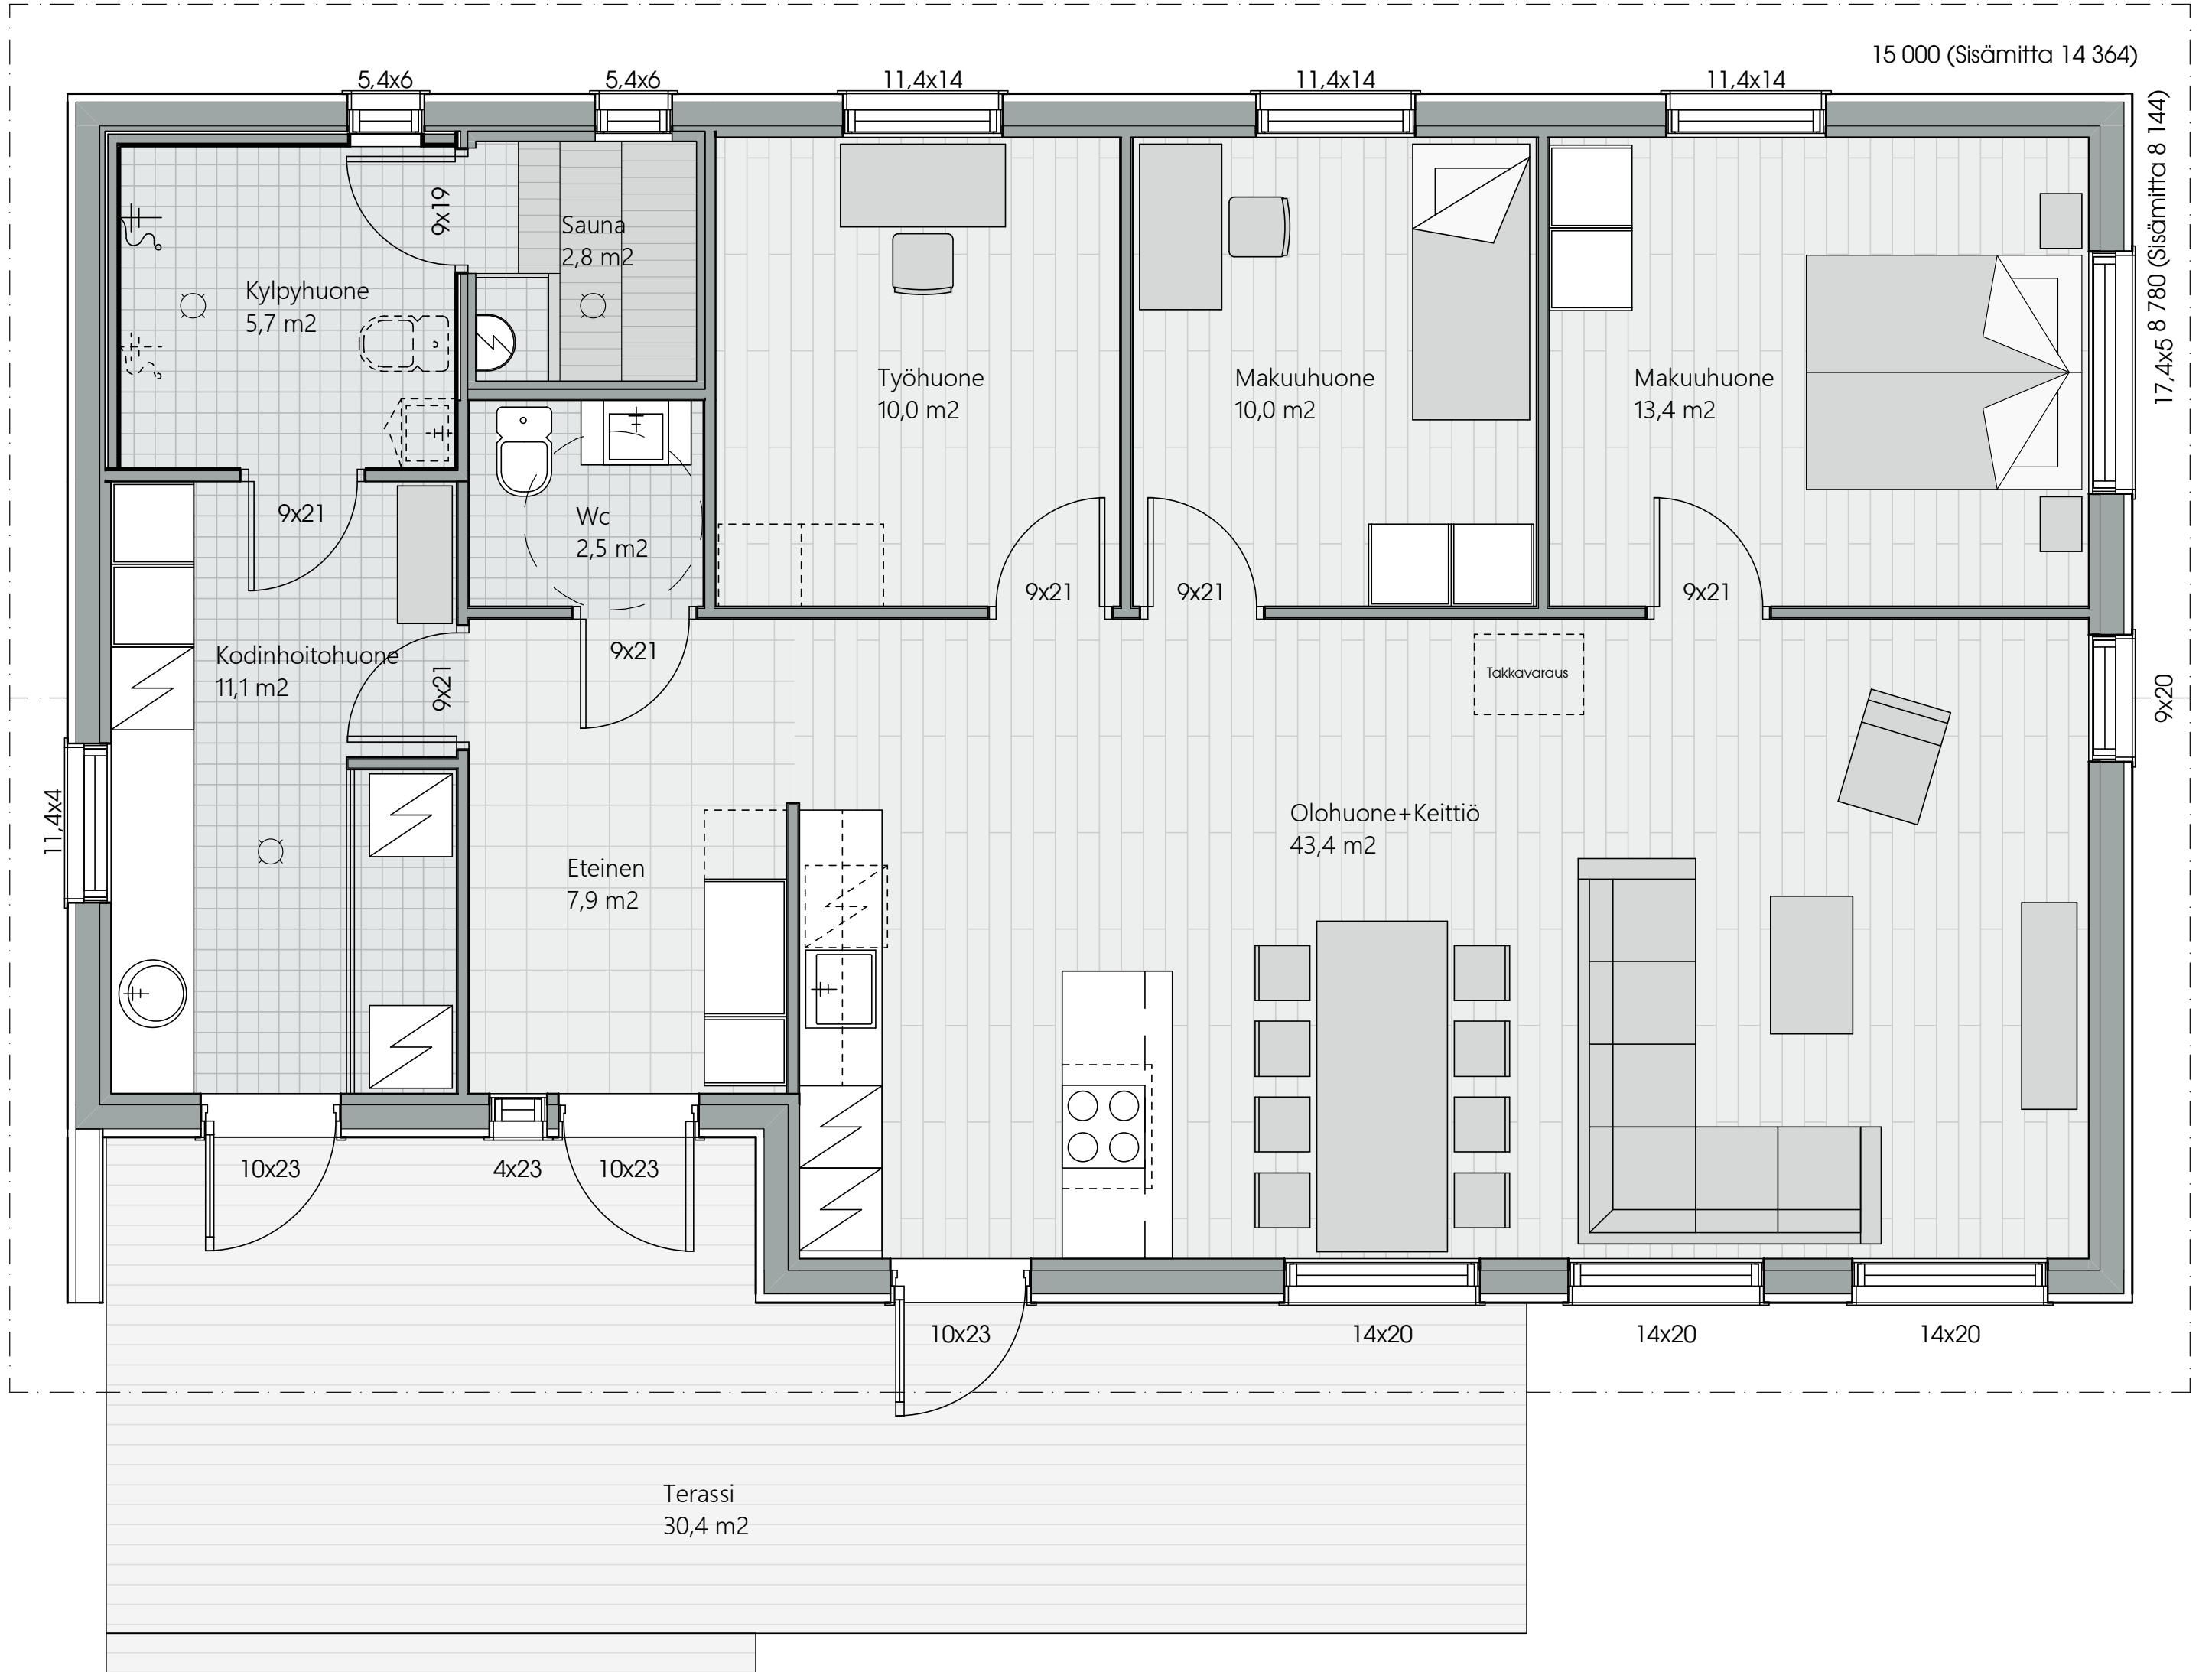 15 000 (Sisämitta 14 364)
5,4x6
5,4x6
11,4x14
11,4x14
11,4x14
17,4x5 8 780 (Sisämitta 8 144)
9x19
Sauna
2,8 m2
Kylpyhuone
5,7 m2
Työhuone
10,0 m2
Makuuhuone
10,0 m2
Makuuhuone
13,4 m2
9x21
Wc
2,5 m2
9x21
9x21
9x21
9x21
Kodinhoitohuone
11,1 m2
9x21
Takkavaraus
9x20
11,4x4
Olohuone+Keittiö
43,4 m2
Eteinen
7,9 m2
10x23
4x23
10x23
10x23
14x20
14x20
14x20
Terassi
30,4 m2